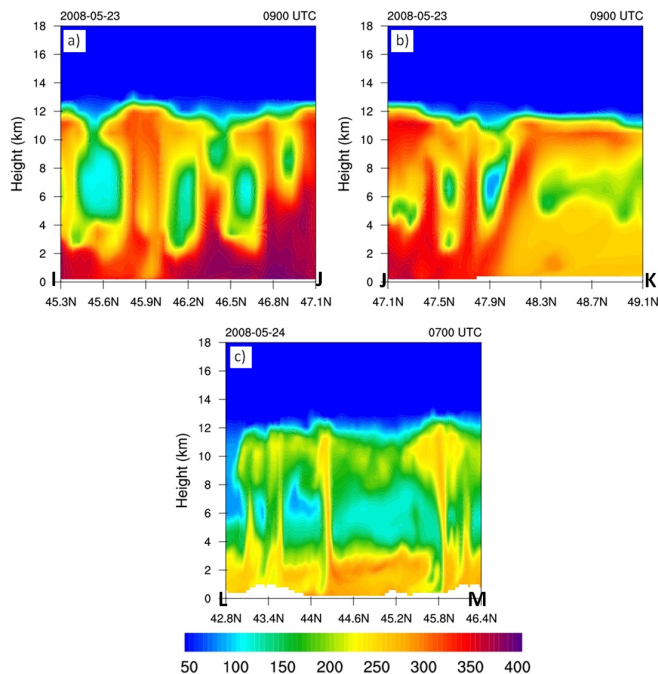 2008-05-23 0900 UTC
a)
18
16
14
12
10
8
6
4
2
0
Height (km)
I J
45.3N 45.6N 45.9N 46.2N 46.5N 46.8N 47.1N
2008-05-23 0900 UTC
b)
18
16
14
12
10
8
6
4
2
0
Height (km)
J K
47.1N 47.5N 47.9N 48.3N 48.7N 49.1N
2008-05-24 0700 UTC
c)
18
16
14
12
10
8
6
4
2
0
Height (km)
L M
42.8N 43.4N 44N 44.6N 45.2N 45.8N 46.4N
50 100 150 200 250 300 350 400